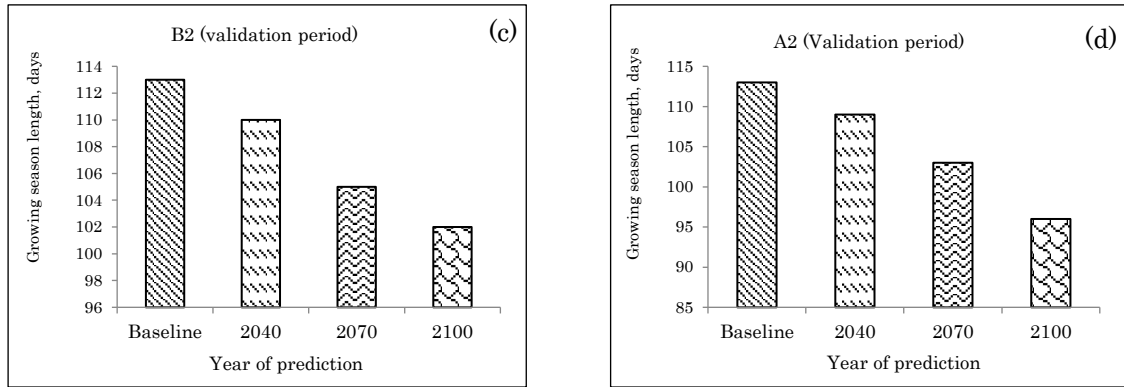 B2 (validation period)
(c)
Growing season length, days
114
112
110
108
106
104
102
100
98
96
Baseline 2040 2070 2100
Year of prediction
A2 (Validation period)
(d)
Growing season length, days
115
110
105
100
95
90
85
Baseline 2040 2070 2100
Year of prediction